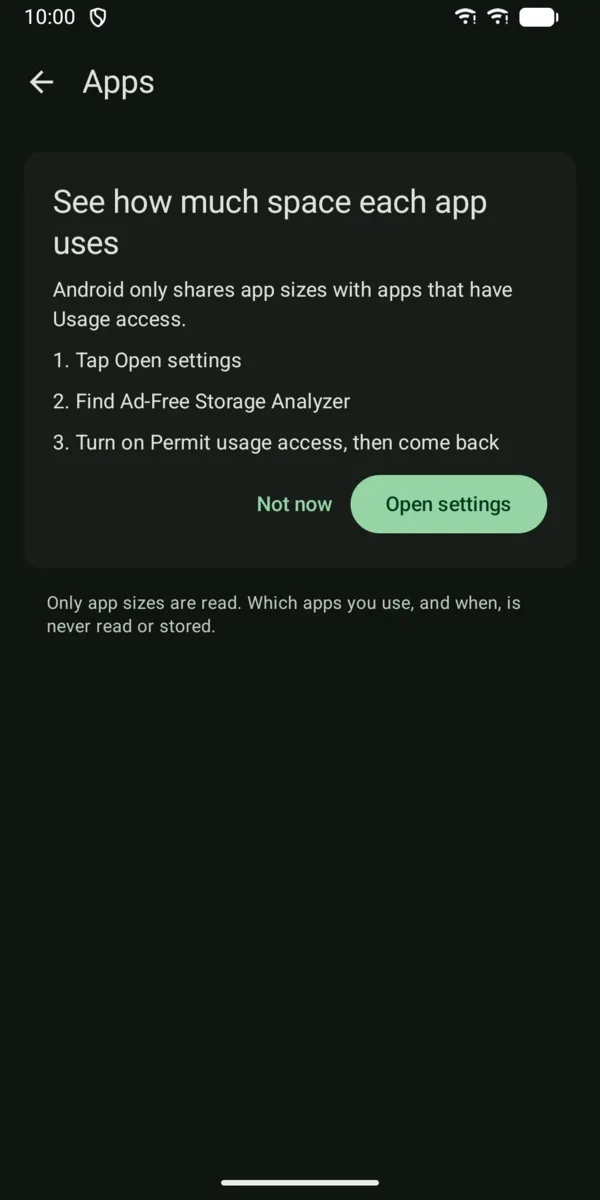 10:00
Apps
See how much space each app
uses
Android only shares app sizes with apps that have
Usage access.
1. Tap Open settings
2. Find Ad-Free Storage Analyzer
3. Turn on Permit usage access, then come back
Not now
Open settings
Only app sizes are read. Which apps you use, and when, is
never read or stored.